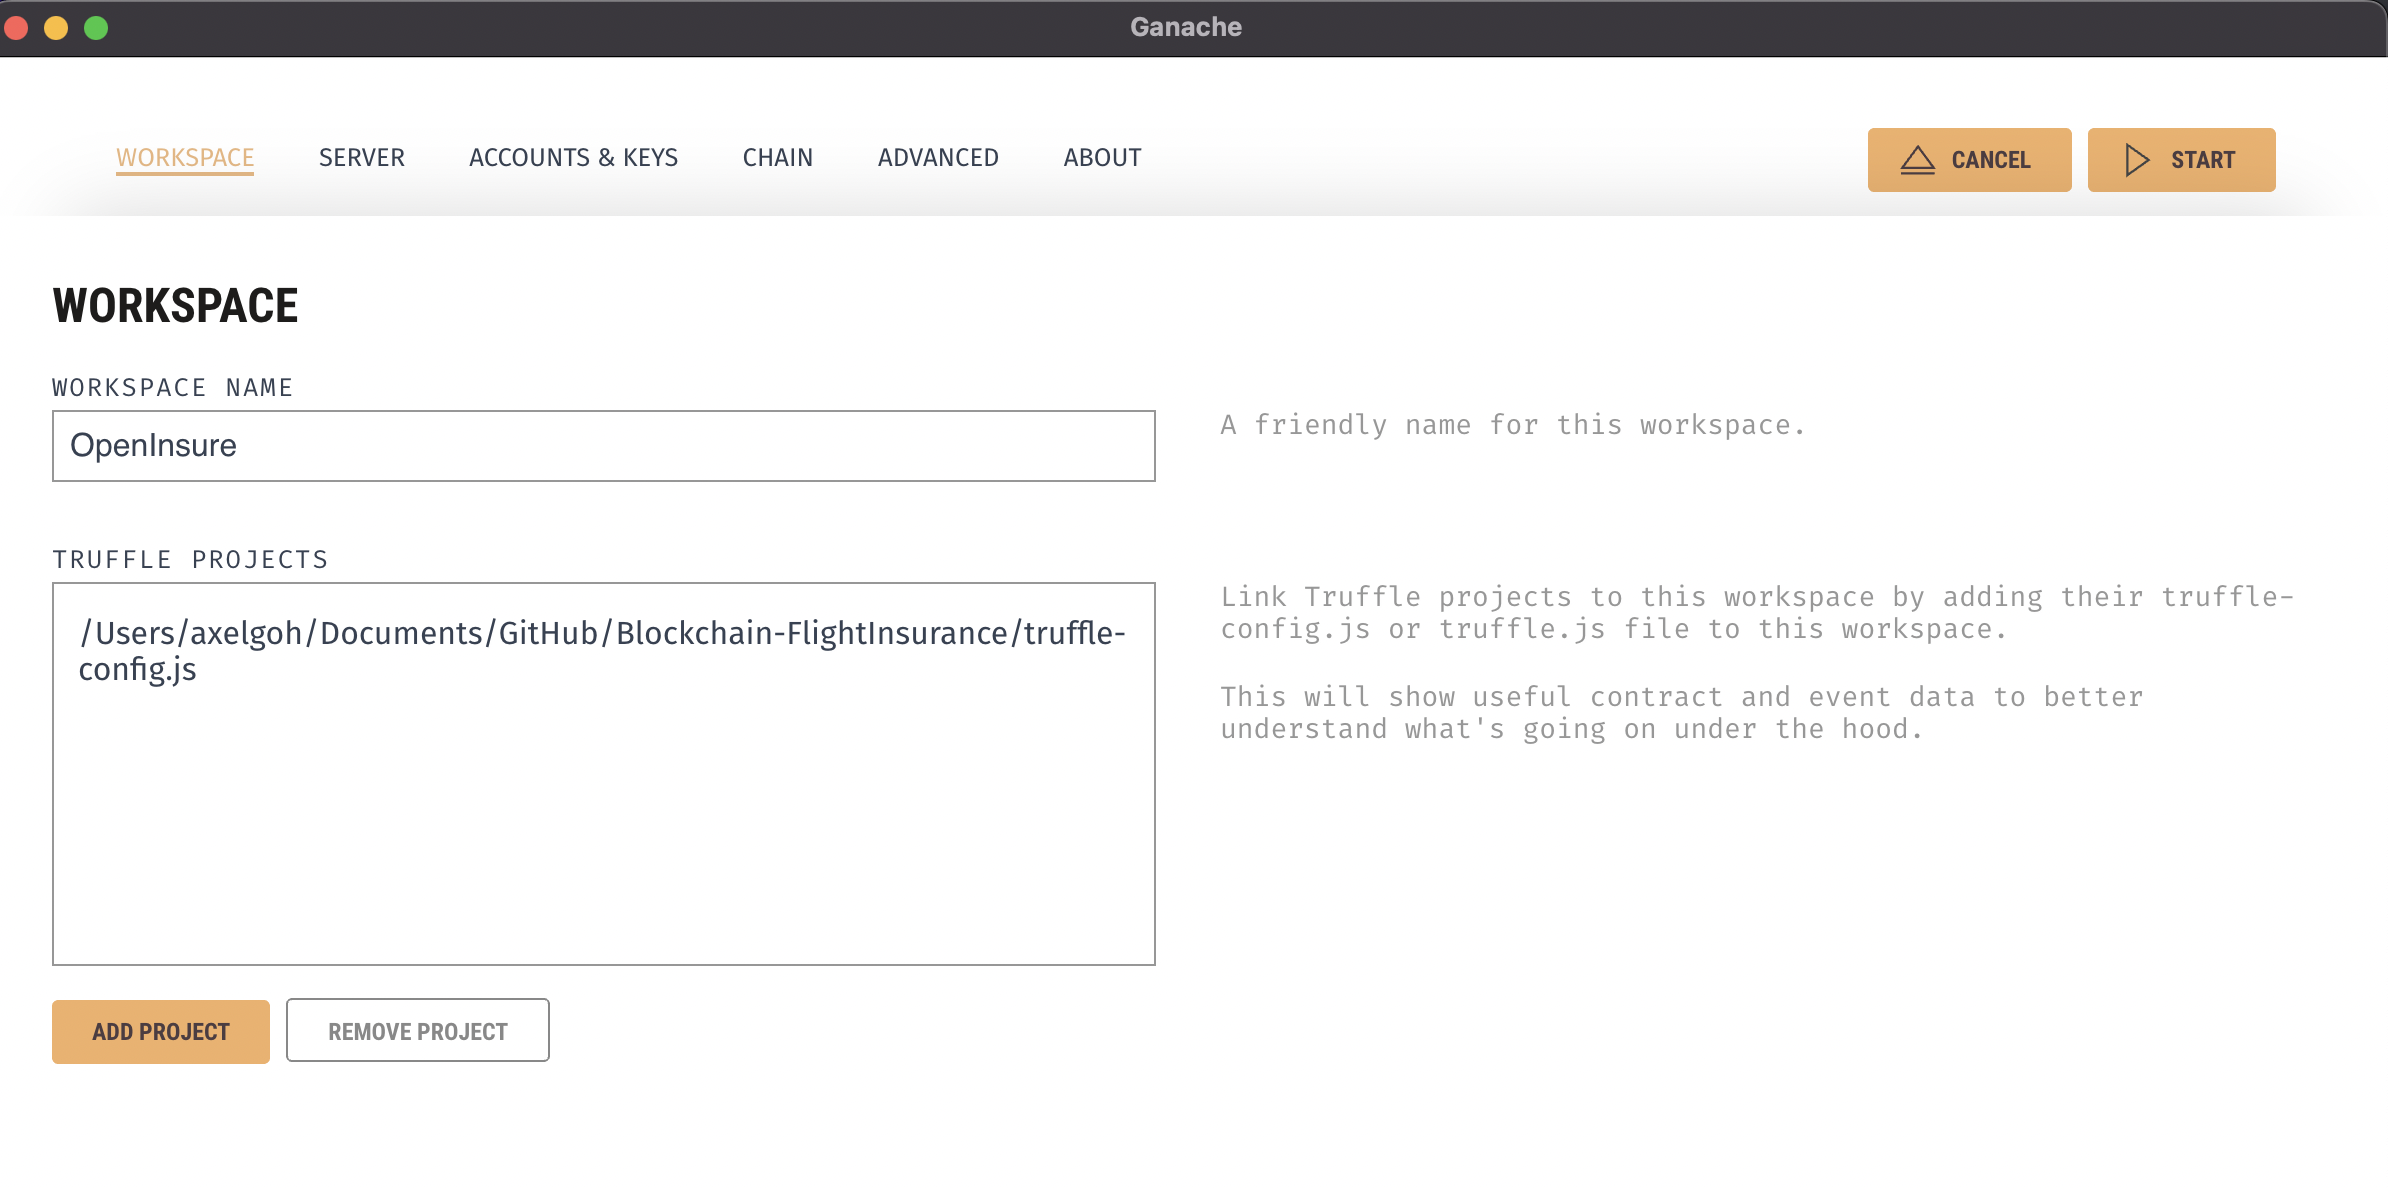 Ganache
WORKSPACE SERVER ACCOUNTS & KEYS CHAIN ADVANCED ABOUT CANCEL START
WORKSPACE
WORKSPACE NAME
OpenInsure
A friendly name for this workspace.
TRUFFLE PROJECTS
/Users/axelgoh/Documents/GitHub/Blockchain-FlightInsurance/truffle-
config.js
Link Truffle projects to this workspace by adding their truffle-
config.js or truffle.js file to this workspace.
This will show useful contract and event data to better
understand what's going on under the hood.
ADD PROJECT REMOVE PROJECT